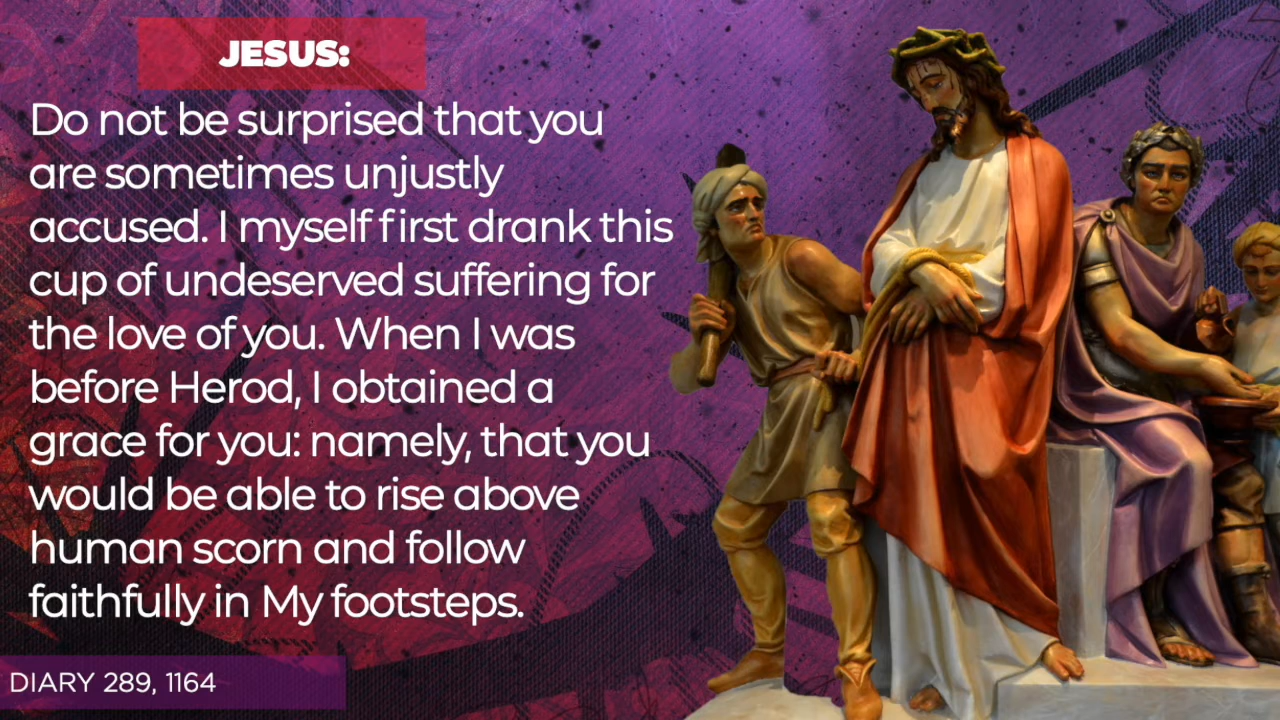 JESUS:
Do not be surprised that you
are sometimes unjustly
accused. I myself first drank this
cup of undeserved suffering for
the love of you. When I was
before Herod, I obtained a
grace for you: namely, that you
would be able to rise above
human scorn and follow
faithfully in My footsteps.
DIARY 289, 1164